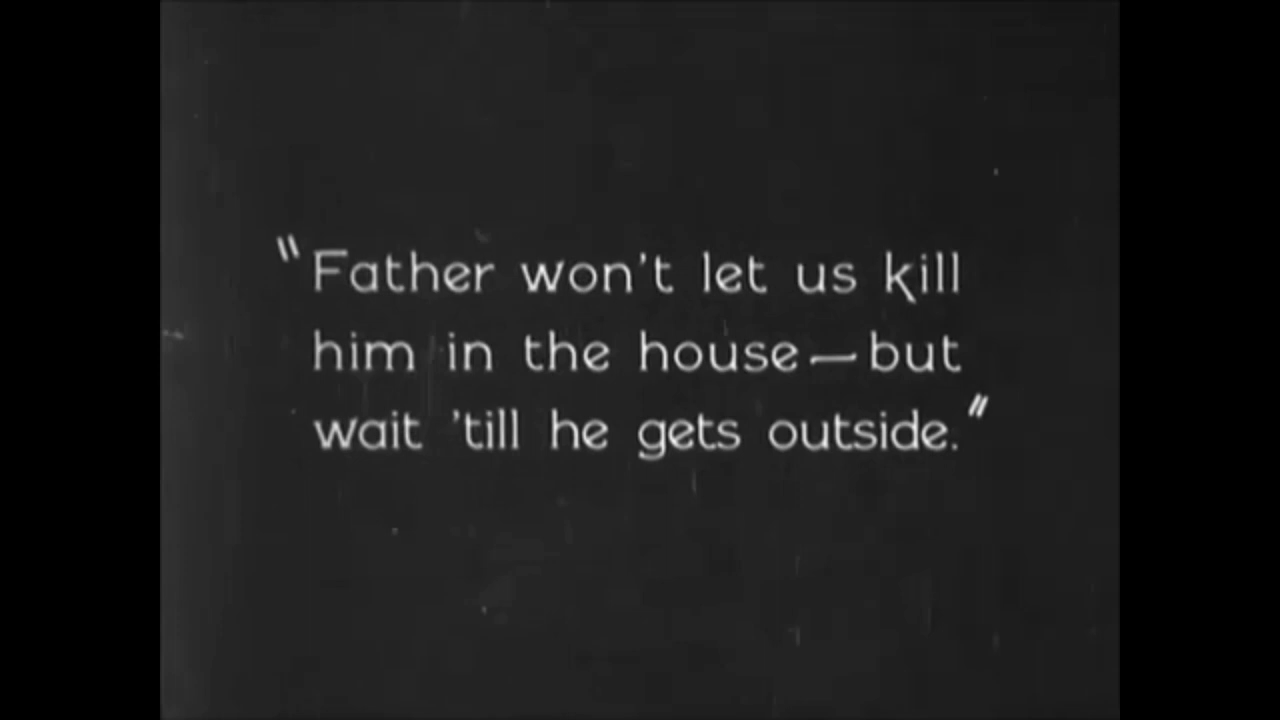 "Father won't let us kill
him in the house—but
wait 'till he gets outside."